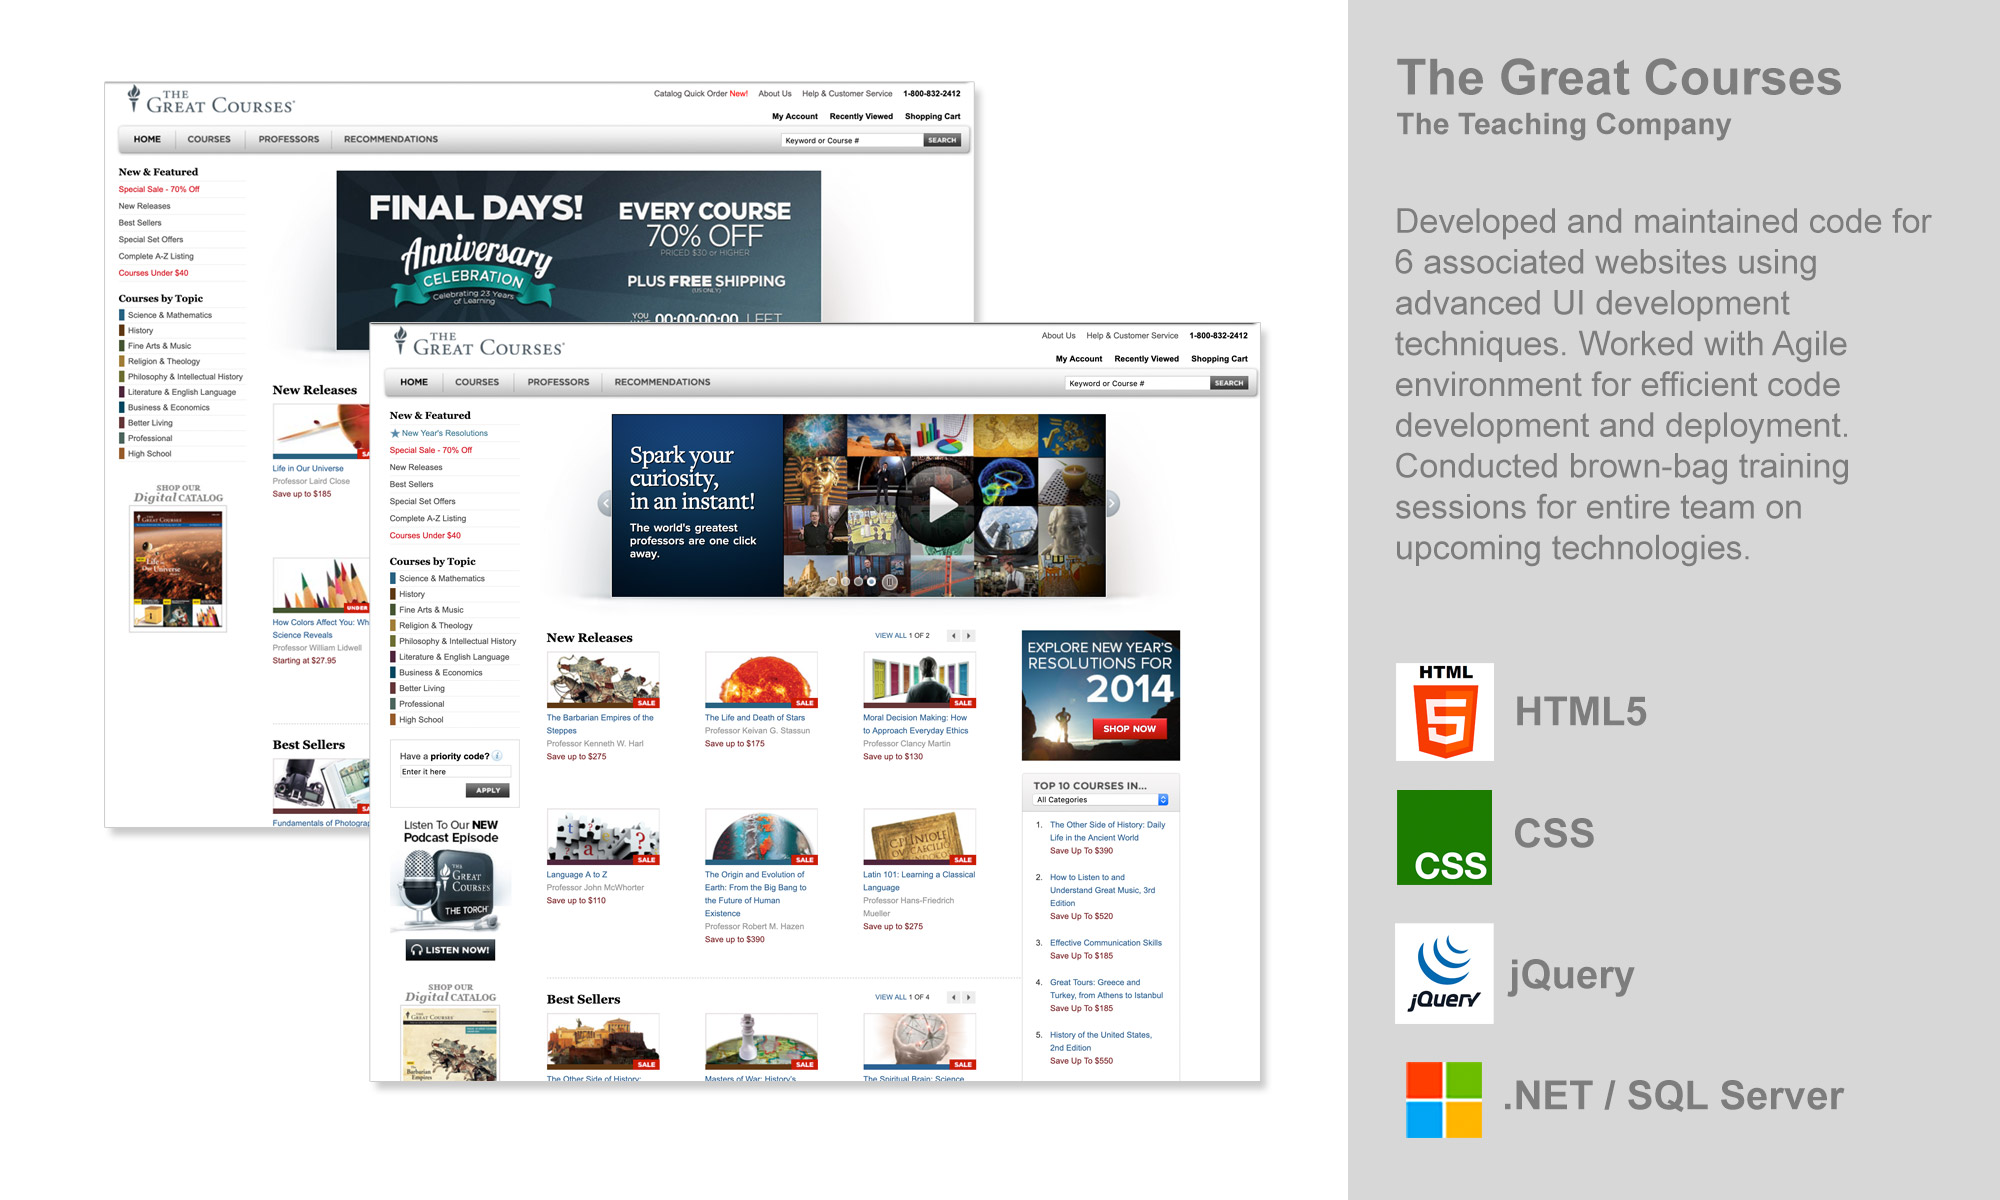 THE
GREAT COURSES®
Catalog Quick Order New! About Us Help & Customer Service 1-800-832-2412
My Account Recently Viewed Shopping Cart
HOME COURSES PROFESSORS RECOMMENDATIONS
Keyword or Course # SEARCH
New & Featured
Special Sale - 70% Off
New Releases
Best Sellers
Special Set Offers
Complete A-Z Listing
Courses Under $40
Courses by Topic
Science & Mathematics
History
Fine Arts & Music
Religion & Theology
Philosophy & Intellectual History
Literature & English Language
Business & Economics
Better Living
Professional
High School
SHOP OUR
Digital CATALOG
GREAT COURSES
Life in
Our Universe
FINAL DAYS!
Anniversary
CELEBRATION
Celebrating 23 Years
of Learning
EVERY COURSE
70% OFF
PRICED $30 or HIGHER
PLUS FREE SHIPPING
(US ONLY)
YOU
00:00:00:00 LEFT
New Releases
Life in Our Universe
Professor Laird Close
Save up to $185
UNDER
How Colors Affect You: Wh
Science Reveals
Professor William Lidwell
Starting at $27.95
Best Sellers
Fundamentals of Photograp
THE
GREAT COURSES®
About Us Help & Customer Service 1-800-832-2412
My Account Recently Viewed Shopping Cart
HOME COURSES PROFESSORS RECOMMENDATIONS
Keyword or Course # SEARCH
New & Featured
New Year's Resolutions
Special Sale - 70% Off
New Releases
Best Sellers
Special Set Offers
Complete A-Z Listing
Courses Under $40
Courses by Topic
Science & Mathematics
History
Fine Arts & Music
Religion & Theology
Philosophy & Intellectual History
Literature & English Language
Business & Economics
Better Living
Professional
High School
Have a priority code? i
Enter it here
APPLY
LISTEN TO OUR NEW
PODCAST EPISODE
THE
GREAT
COURSES
THE TORCH
LISTEN NOW!
SHOP OUR
Digital CATALOG
GREAT COURSES
Barbarian
Empires
Spark your
curiosity,
in an instant!
The world's greatest
professors are one click
away.
New Releases
VIEW ALL 1 OF 2
SALE
The Barbarian Empires of the
Steppes
Professor Kenneth W. Harl
Save up to $275
SALE
The Life and Death of Stars
Professor Keivan G. Stassun
Save up to $175
SALE
Moral Decision Making: How
to Approach Everyday Ethics
Professor Clancy Martin
Save up to $130
SALE
Language A to Z
Professor John McWhorter
Save up to $110
SALE
The Origin and Evolution of
Earth: From the Big Bang to
the Future of Human
Existence
Professor Robert M. Hazen
Save up to $390
SALE
Latin 101: Learning a Classical
Language
Professor Hans-Friedrich
Mueller
Save up to $275
Best Sellers
VIEW ALL 1 OF 4
SALE
The Other Side of History:
SALE
Masters of War: History's
SALE
The Spiritual Brain: Science
EXPLORE NEW YEAR'S
RESOLUTIONS FOR
2014
SHOP NOW
TOP 10 COURSES IN...
All Categories
1. The Other Side of History: Daily
Life in the Ancient World
Save Up To $390
2. How to Listen to and
Understand Great Music, 3rd
Edition
Save Up To $520
3. Effective Communication Skills
Save Up To $185
4. Great Tours: Greece and
Turkey, from Athens to Istanbul
Save Up To $185
5. History of the United States,
2nd Edition
Save Up To $550
The Great Courses
The Teaching Company
Developed and maintained code for
6 associated websites using
advanced UI development
techniques. Worked with Agile
environment for efficient code
development and deployment.
Conducted brown-bag training
sessions for entire team on
upcoming technologies.
HTML
5
HTML5
CSS
CSS
jQuery
jQuery
.NET / SQL Server